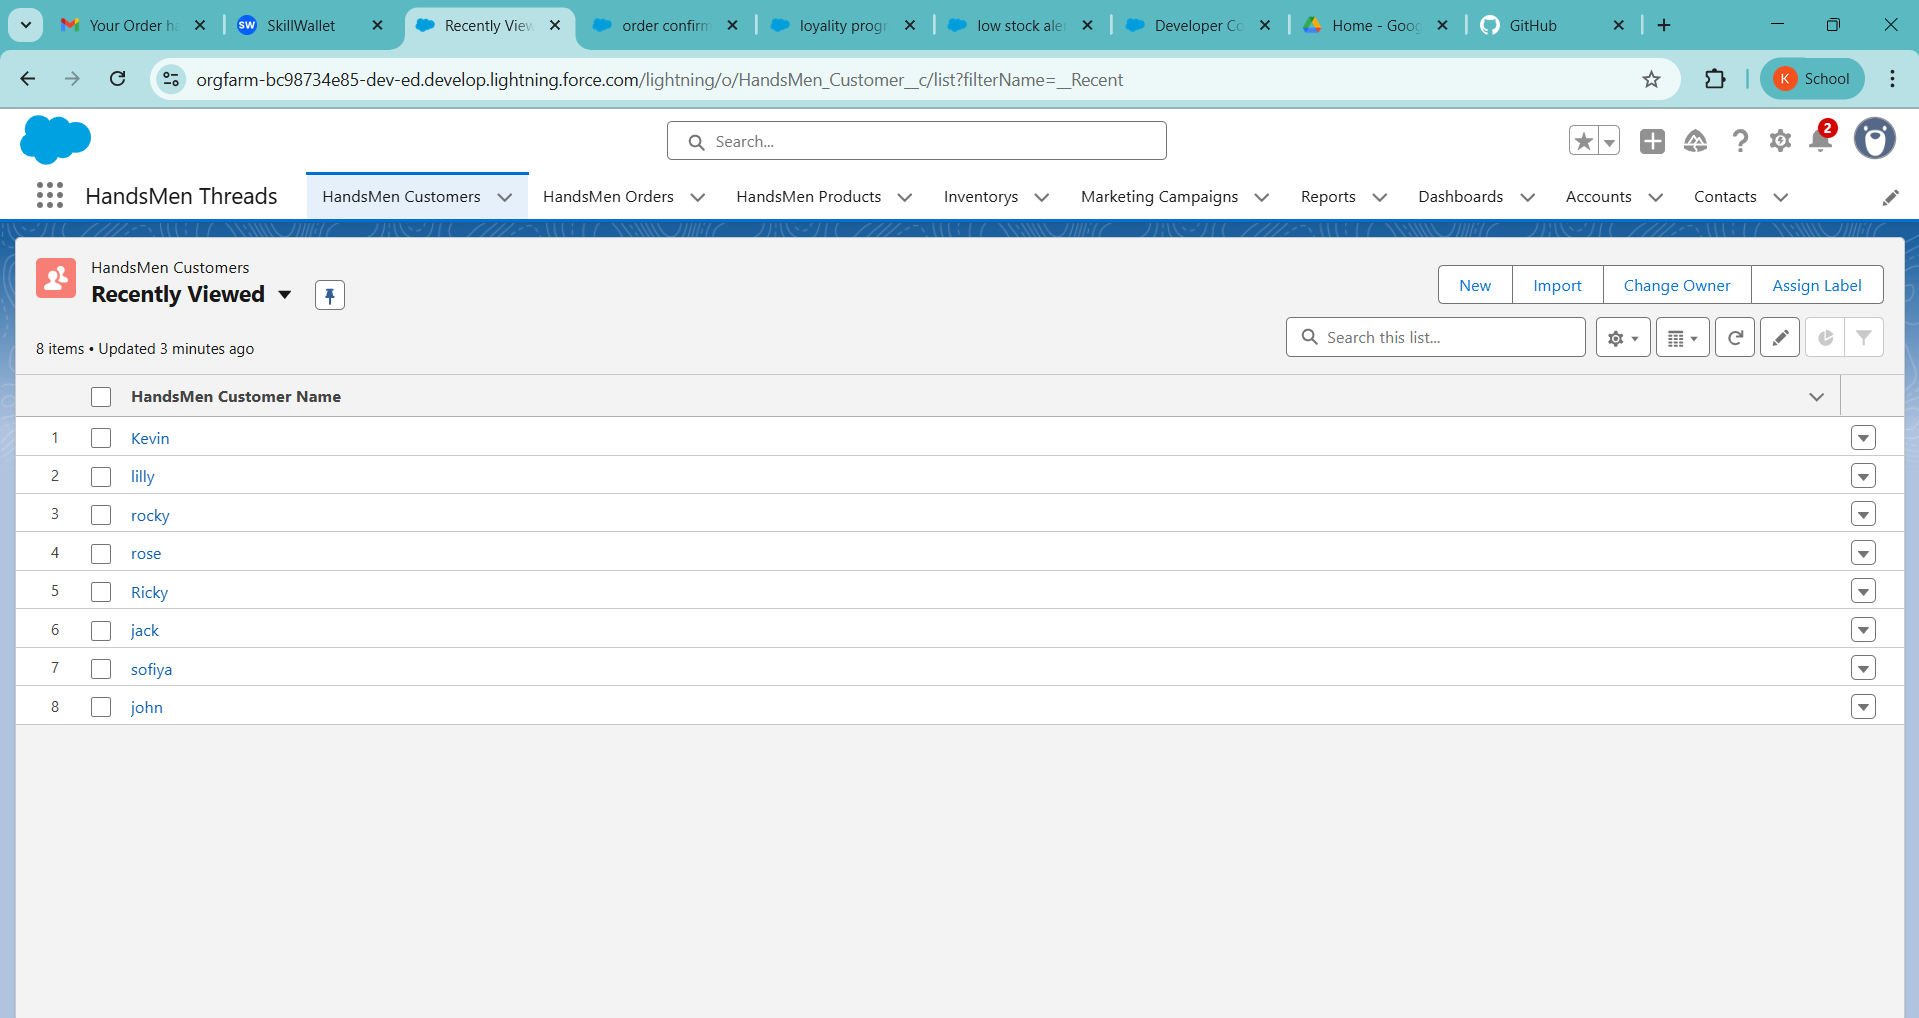 Your Order ha
SkillWallet
Recently View
order confirm
loyality progr
low stock aler
Developer Co
Home - Goog
GitHub
orgfarm-bc98734e85-dev-ed.develop.lightning.force.com/lightning/o/HandsMen_Customer__c/list?filterName=__Recent
K School
Search...
2
HandsMen Threads
HandsMen Customers
HandsMen Orders
HandsMen Products
Inventorys
Marketing Campaigns
Reports
Dashboards
Accounts
Contacts
HandsMen Customers
Recently Viewed
New
Import
Change Owner
Assign Label
8 items • Updated 3 minutes ago
Search this list...
HandsMen Customer Name
1 Kevin
2 lilly
3 rocky
4 rose
5 Ricky
6 jack
7 sofiya
8 john